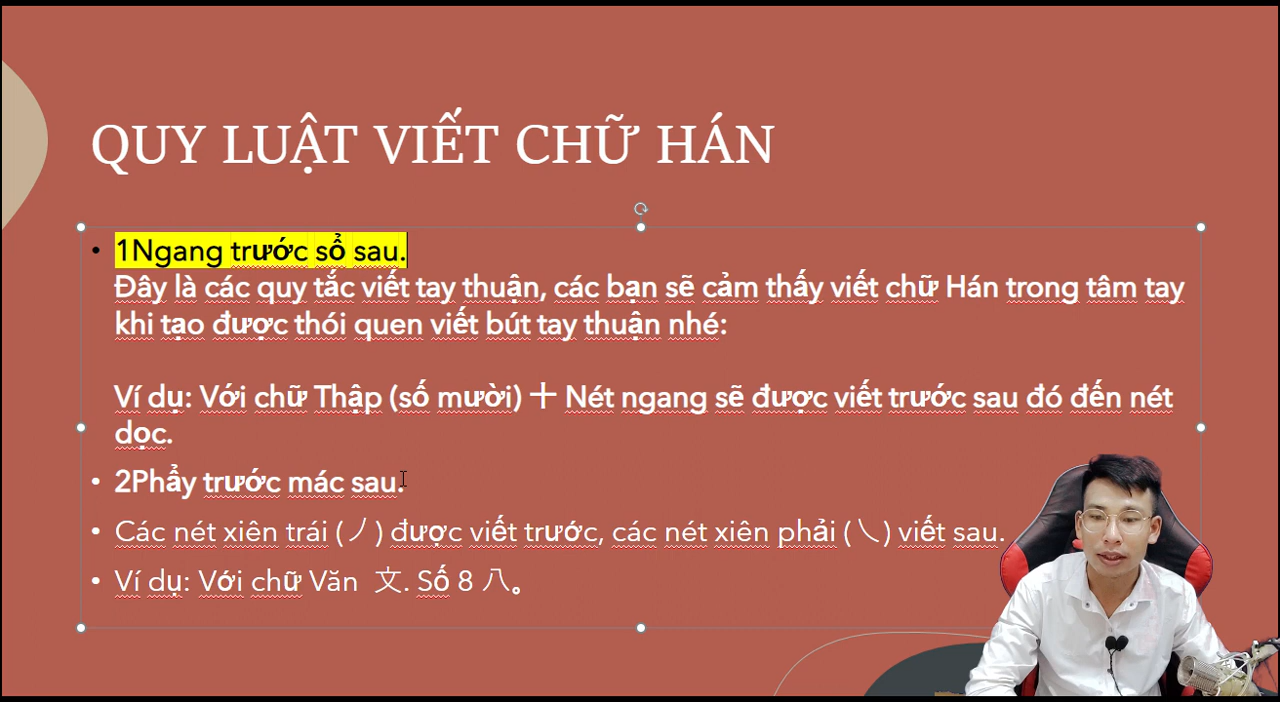 QUY LUẬT VIẾT CHỮ HÁN
• 1Ngang trước sổ sau.
Đây là các quy tắc viết tay thuận, các bạn sẽ cảm thấy viết chữ Hán trong tâm tay
khi tạo được thói quen viết bút tay thuận nhé:
Ví dụ: Với chữ Thập (số mười) 十 Nét ngang sẽ được viết trước sau đó đến nét
dọc.
• 2Phẩy trước mác sau.
• Các nét xiên trái (丿) được viết trước, các nét xiên phải (㇏) viết sau.
• Ví dụ: Với chữ Văn 文. Số 8 八。